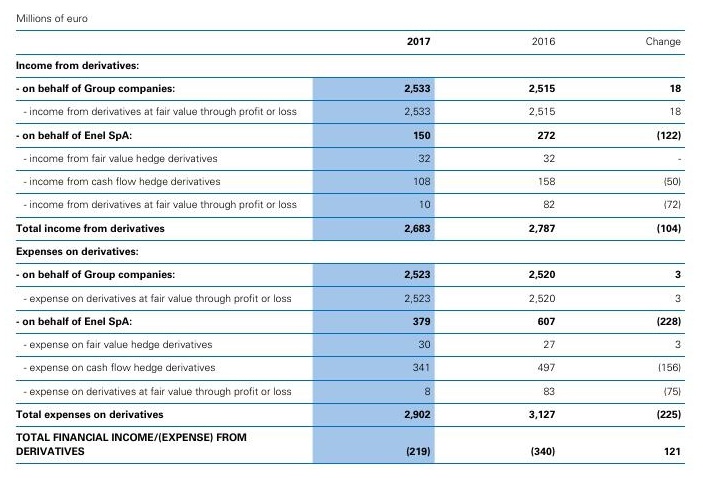 Millions of euro
2017 2016 Change
Income from derivatives:
- on behalf of Group companies: 2,533 2,515 18
- income from derivatives at fair value through profit or loss 2,533 2,515 18
- on behalf of Enel SpA: 150 272 (122)
- income from fair value hedge derivatives 32 32 -
- income from cash flow hedge derivatives 108 158 (50)
- income from derivatives at fair value through profit or loss 10 82 (72)
Total income from derivatives 2,683 2,787 (104)
Expenses on derivatives:
- on behalf of Group companies: 2,523 2,520 3
- expense on derivatives at fair value through profit or loss 2,523 2,520 3
- on behalf of Enel SpA: 379 607 (228)
- expense on fair value hedge derivatives 30 27 3
- expense on cash flow hedge derivatives 341 497 (156)
- expense on derivatives at fair value through profit or loss 8 83 (75)
Total expenses on derivatives 2,902 3,127 (225)
TOTAL FINANCIAL INCOME/(EXPENSE) FROM
DERIVATIVES (219) (340) 121